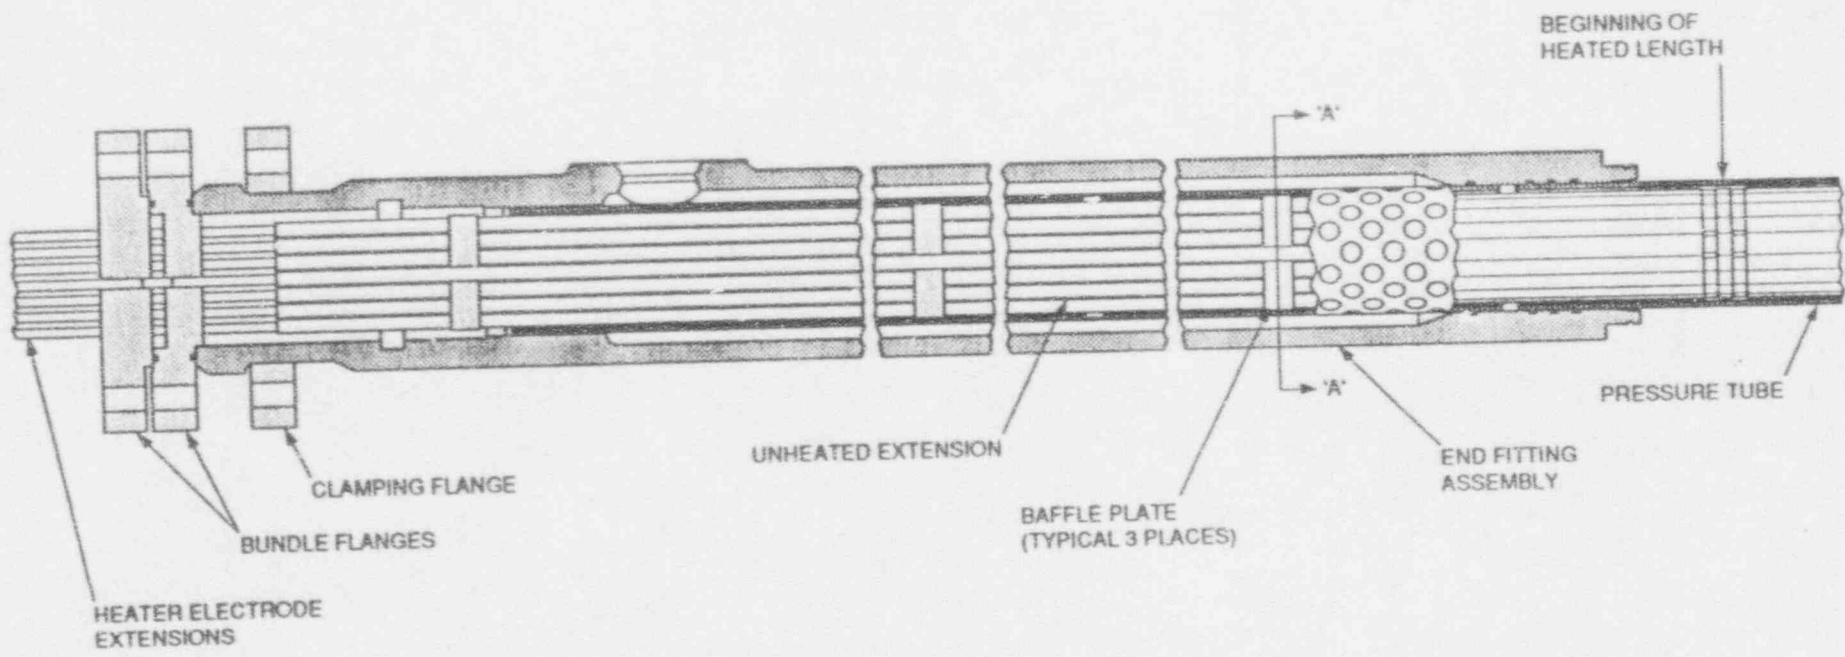 BEGINNING OF
HEATED LENGTH
"A"
"A"
PRESSURE TUBE
UNHEATED EXTENSION
END FITTING
ASSEMBLY
CLAMPING FLANGE
BAFFLE PLATE
(TYPICAL 3 PLACES)
BUNDLE FLANGES
HEATER ELECTRODE
EXTENSIONS